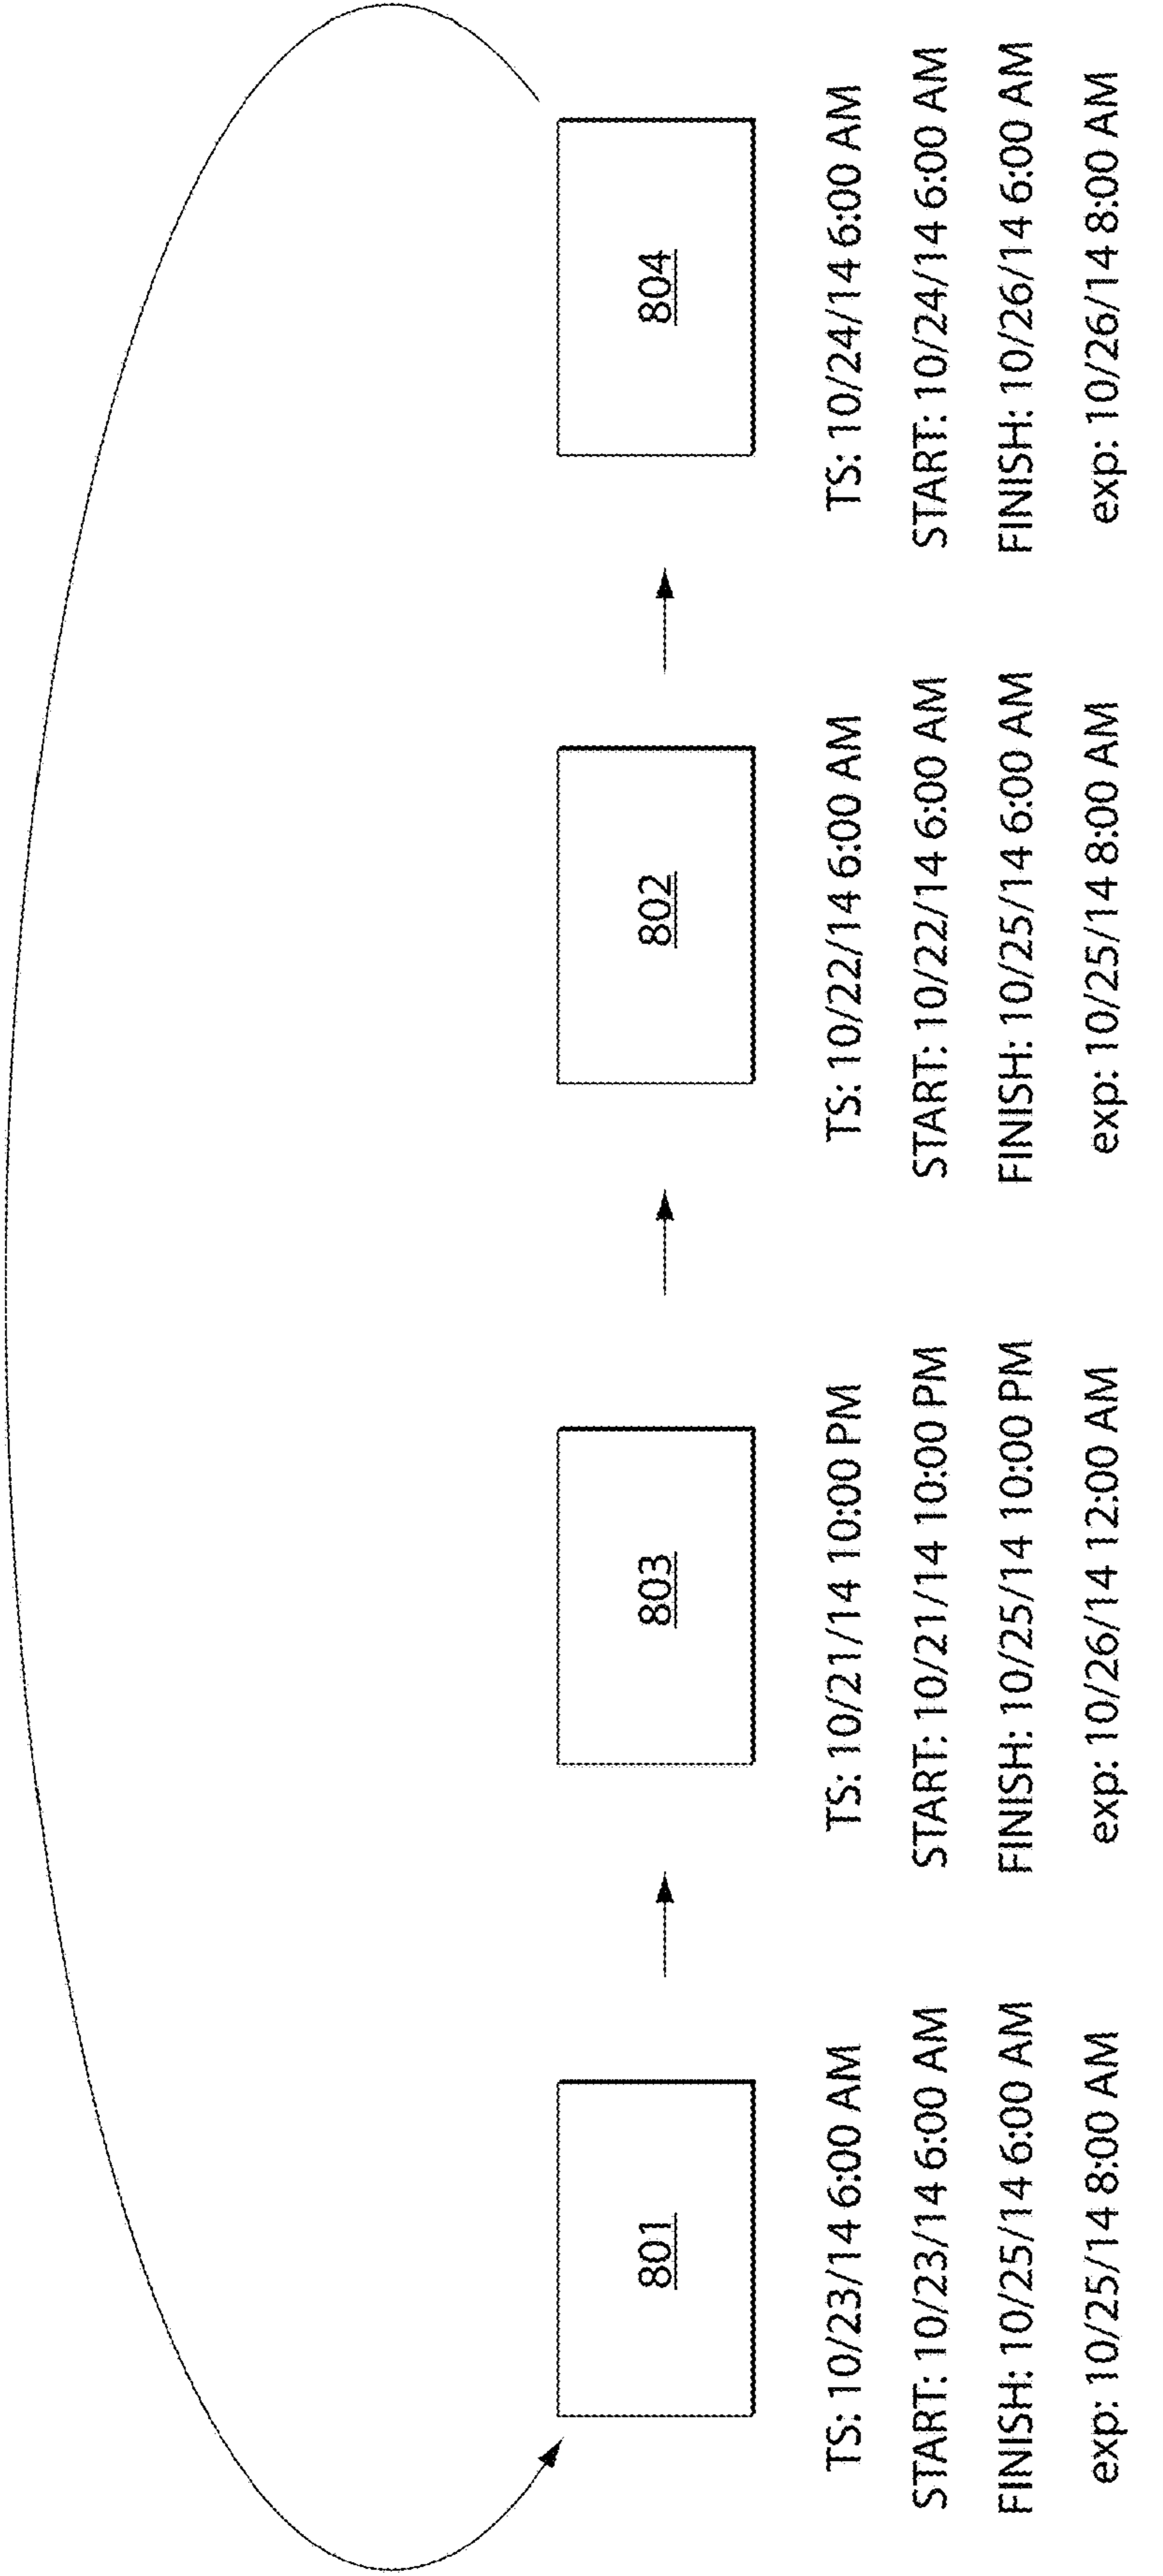 801
TS: 10/23/14 6:00 AM
START: 10/23/14 6:00 AM
FINISH: 10/25/14 6:00 AM
exp: 10/25/14 8:00 AM
803
TS: 10/21/14 10:00 PM
START: 10/21/14 10:00 PM
FINISH: 10/25/14 10:00 PM
exp: 10/26/14 12:00 AM
802
TS: 10/22/14 6:00 AM
START: 10/22/14 6:00 AM
FINISH: 10/25/14 6:00 AM
exp: 10/25/14 8:00 AM
804
TS: 10/24/14 6:00 AM
START: 10/24/14 6:00 AM
FINISH: 10/26/14 6:00 AM
exp: 10/26/14 8:00 AM